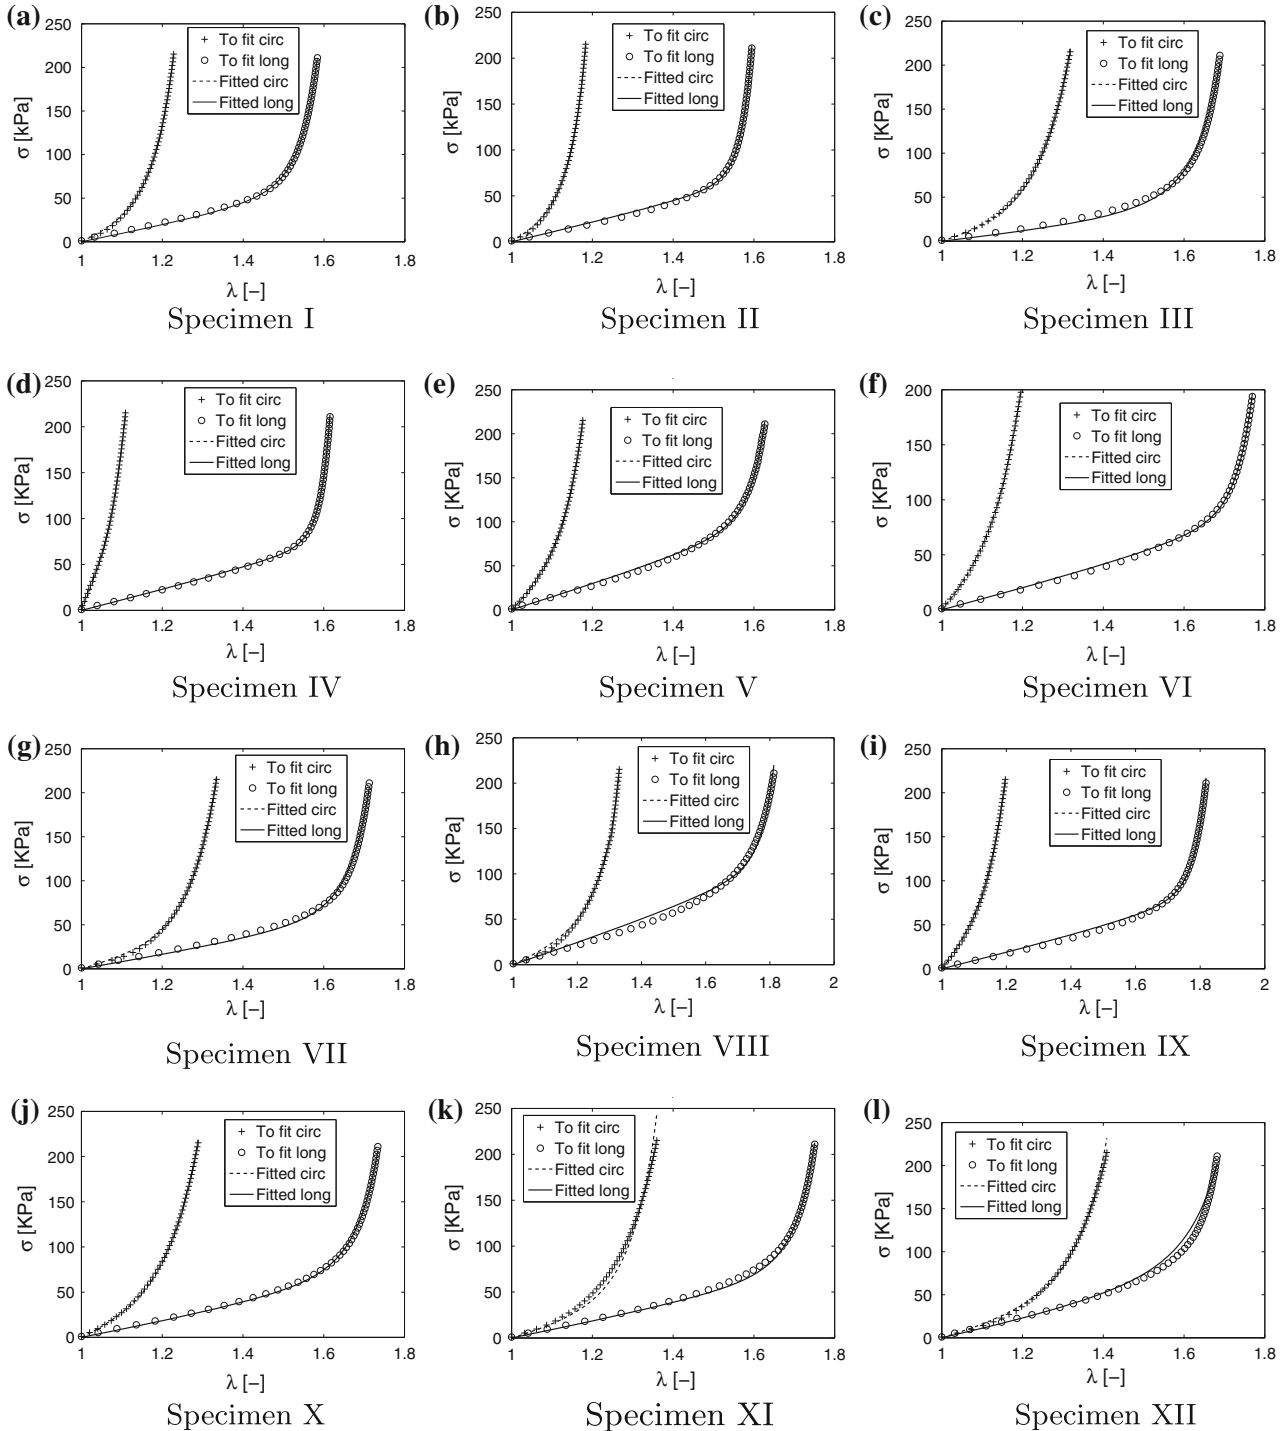 (a)
250
200
150
100
50
0
σ [kPa]
To fit circ
To fit long
Fitted circ
Fitted long
1 1.2 1.4 1.6 1.8
λ [–]
Specimen I
(b)
250
200
150
100
50
0
σ [kPa]
To fit circ
To fit long
Fitted circ
Fitted long
1 1.2 1.4 1.6 1.8
λ [–]
Specimen II
(c)
250
200
150
100
50
0
σ [kPa]
To fit circ
To fit long
Fitted circ
Fitted long
1 1.2 1.4 1.6 1.8
λ [–]
Specimen III
(d)
250
200
150
100
50
0
σ [KPa]
To fit circ
To fit long
Fitted circ
Fitted long
1 1.2 1.4 1.6 1.8
λ [–]
Specimen IV
(e)
250
200
150
100
50
0
σ [KPa]
To fit circ
To fit long
Fitted circ
Fitted long
1 1.2 1.4 1.6 1.8
λ [–]
Specimen V
(f)
200
150
100
50
0
σ [KPa]
To fit circ
To fit long
Fitted circ
Fitted long
1 1.2 1.4 1.6 1.8
λ [–]
Specimen VI
(g)
250
200
150
100
50
0
σ [KPa]
To fit circ
To fit long
Fitted circ
Fitted long
1 1.2 1.4 1.6 1.8
λ [–]
Specimen VII
(h)
250
200
150
100
50
0
σ [KPa]
To fit circ
To fit long
Fitted circ
Fitted long
1 1.2 1.4 1.6 1.8 2
λ [–]
Specimen VIII
(i)
250
200
150
100
50
0
σ [KPa]
To fit circ
To fit long
Fitted circ
Fitted long
1 1.2 1.4 1.6 1.8 2
λ [–]
Specimen IX
(j)
250
200
150
100
50
0
σ [KPa]
To fit circ
To fit long
Fitted circ
Fitted long
1 1.2 1.4 1.6 1.8
λ [–]
Specimen X
(k)
250
200
150
100
50
0
σ [KPa]
To fit circ
To fit long
Fitted circ
Fitted long
1 1.2 1.4 1.6 1.8
λ [–]
Specimen XI
(l)
250
200
150
100
50
0
σ [KPa]
To fit circ
To fit long
Fitted circ
Fitted long
1 1.2 1.4 1.6 1.8
λ [–]
Specimen XII